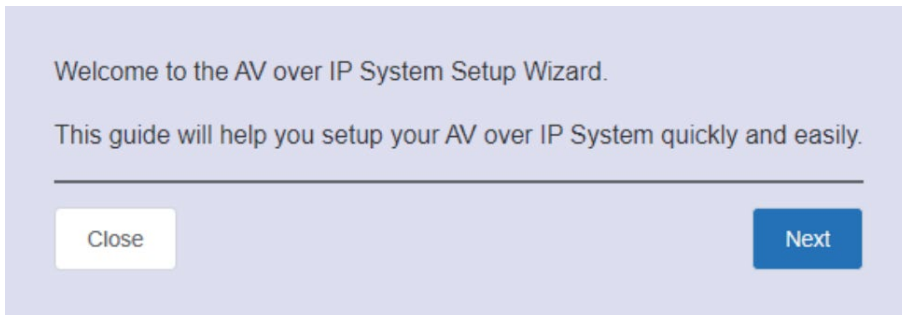 Welcome to the AV over IP System Setup Wizard.
This guide will help you setup your AV over IP System quickly and easily.
Close
Next